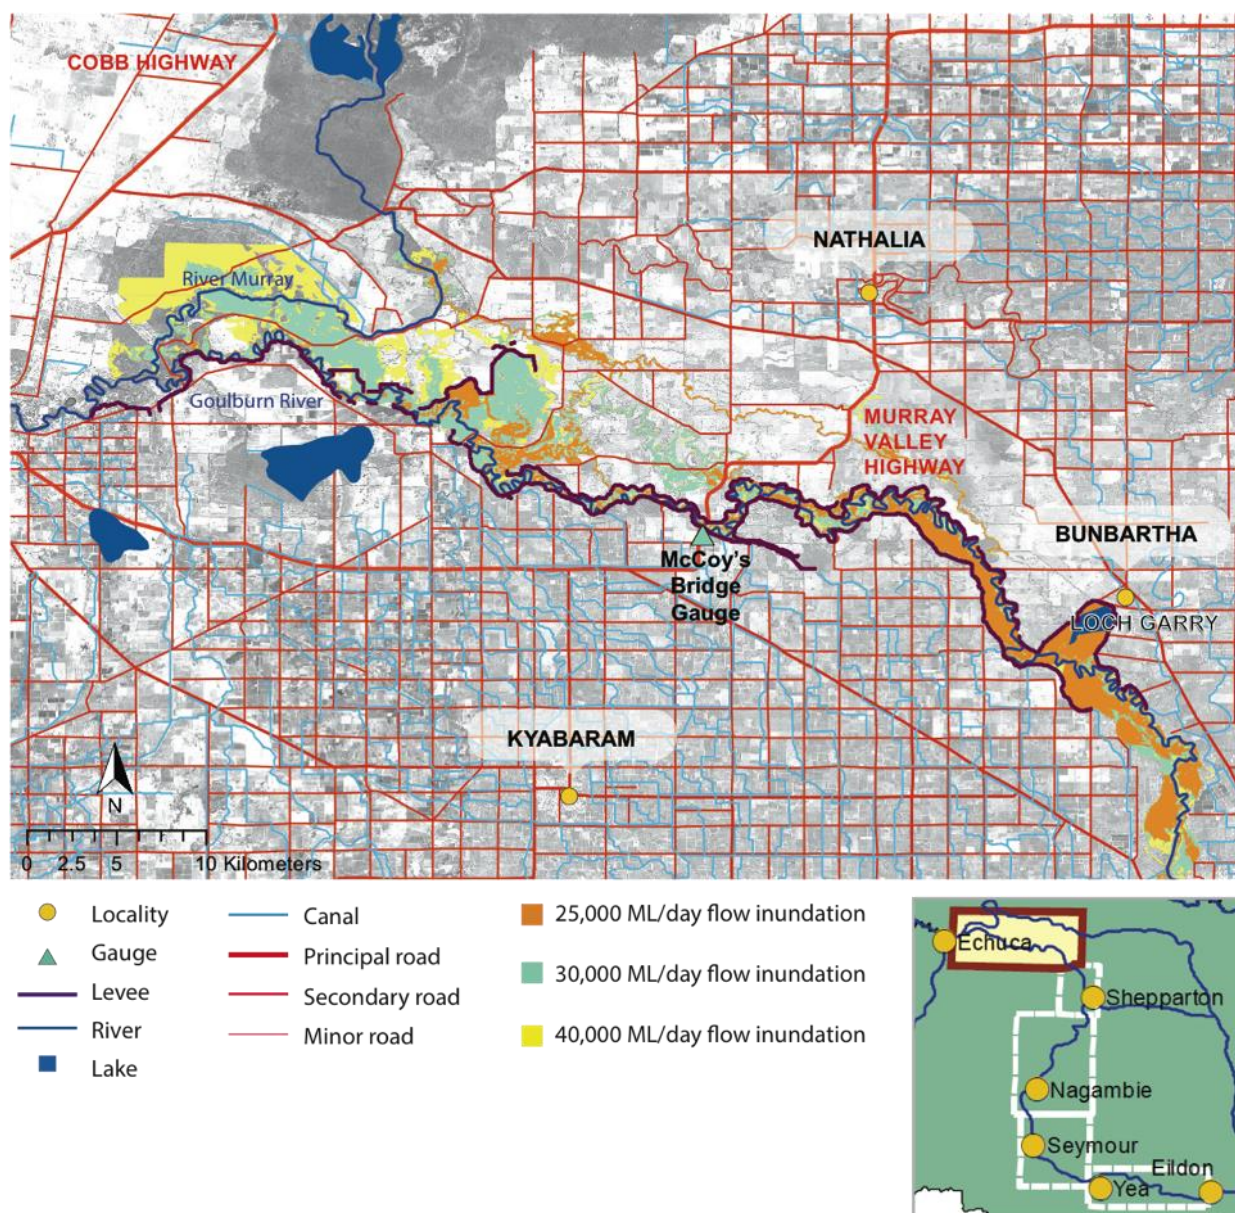 COBB HIGHWAY
NATHALIA
River Murray
Goulburn River
MURRAY
VALLEY
HIGHWAY
BUNBARTHA
McCoy's
Bridge
Gauge
LOCH GARRY
KYABARAM
N
0 2.5 5 10 Kilometers
Locality
Gauge
Levee
River
Lake
Canal
Principal road
Secondary road
Minor road
25,000 ML/day flow inundation
30,000 ML/day flow inundation
40,000 ML/day flow inundation
Echuca
Shepparton
Nagambie
Seymour
Eildon
Yea